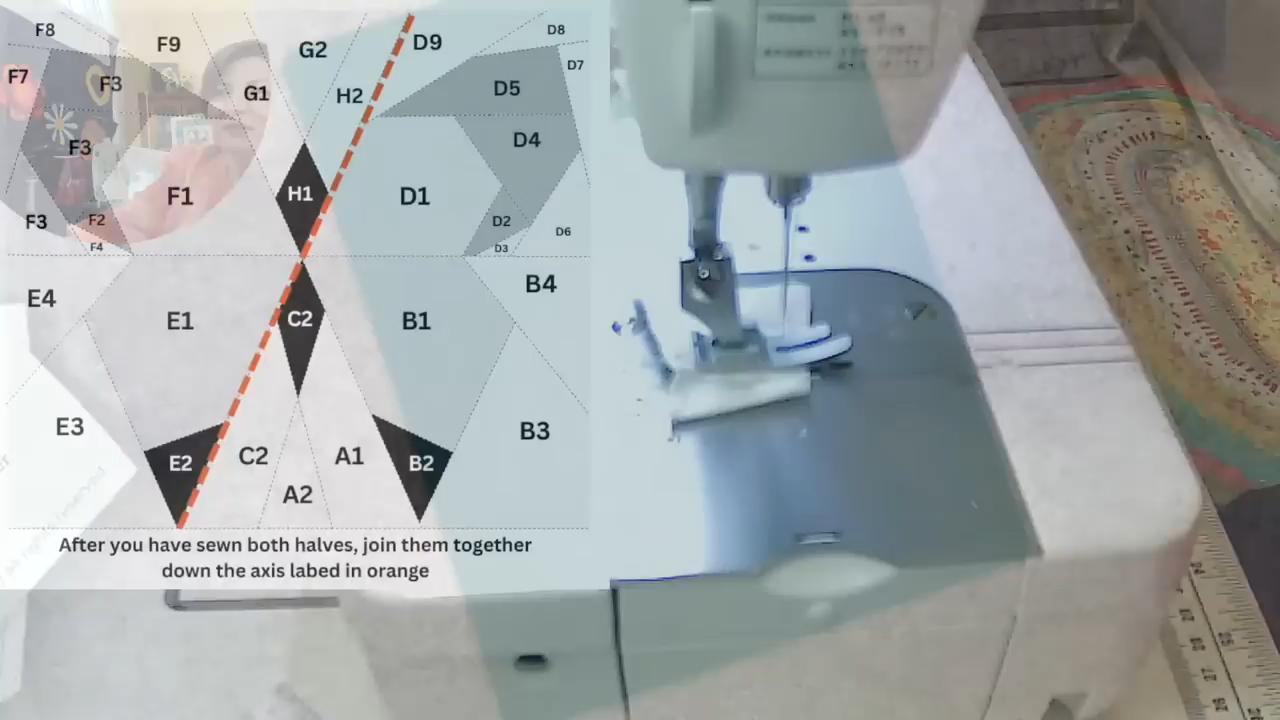 F8
F9
G2
D9
D8
F7
F3
G1
H2
D5
D7
F3
D4
F1
H1
D1
F3
F2
F4
D2
D3
D6
E4
E1
C2
B1
B4
E3
E2
C2
A1
B2
B3
A2
After you have sewn both halves, join them together
down the axis labed in orange